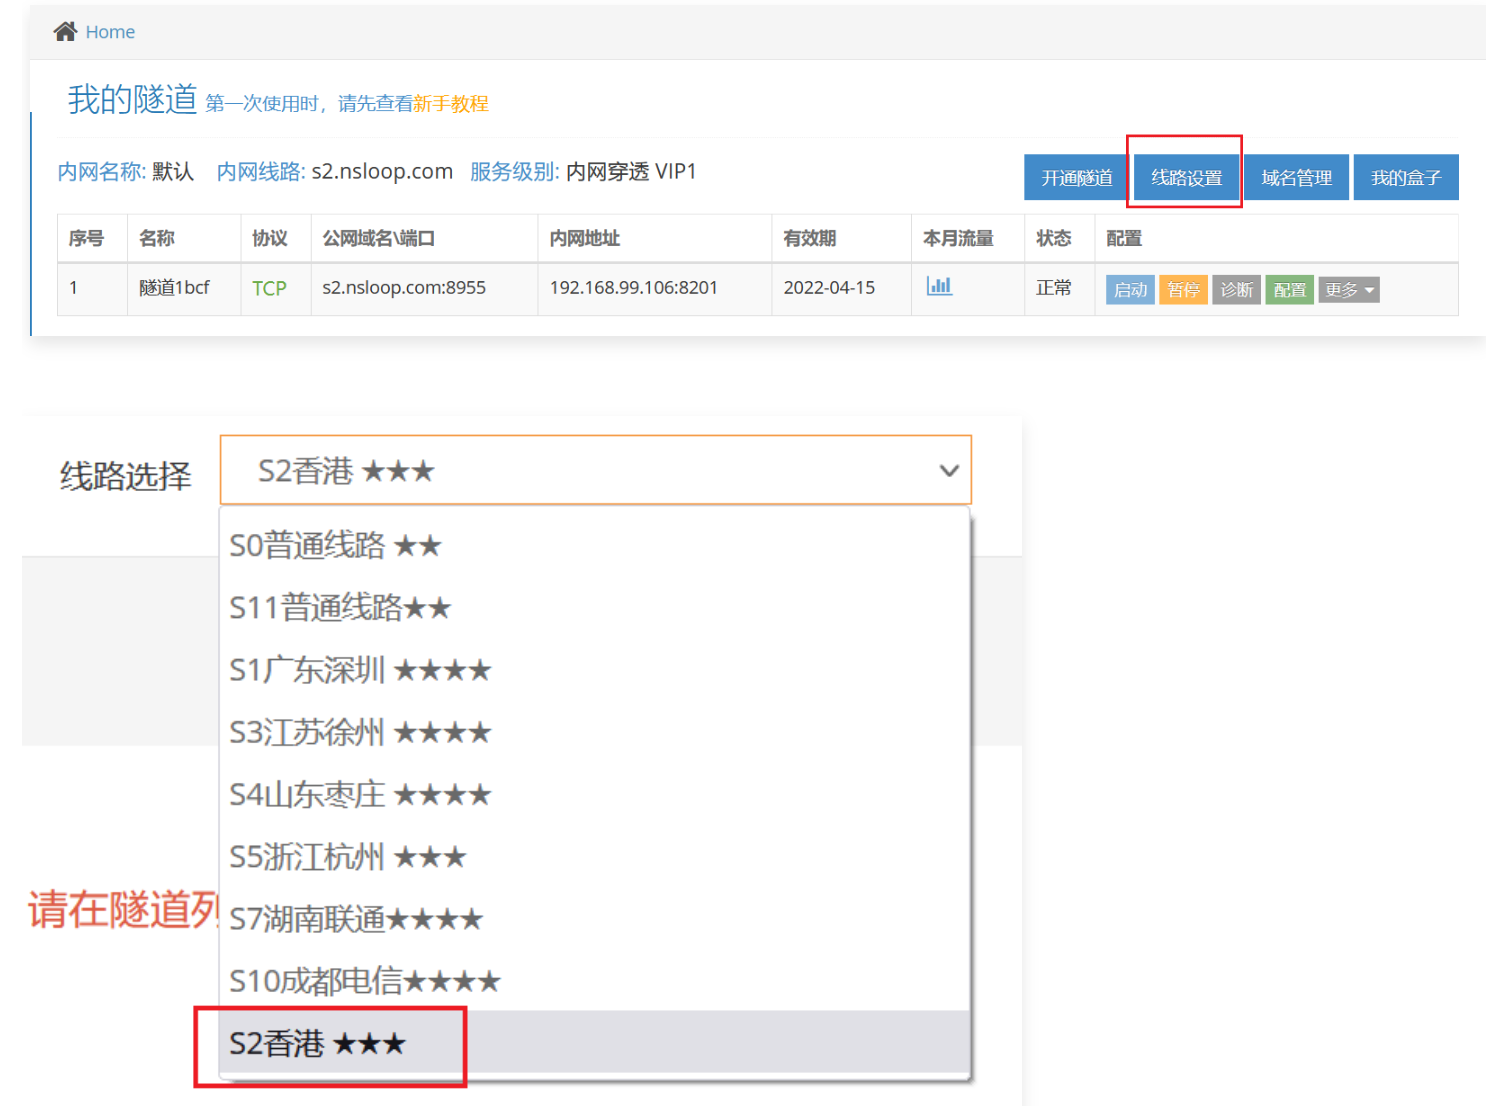 Home
我的隧道 第一次使用时，请先查看新手教程
内网名称: 默认 内网线路: s2.nsloop.com 服务级别: 内网穿透 VIP1
开通隧道 线路设置 域名管理 我的盒子
序号 名称 协议 公网域名\端口 内网地址 有效期 本月流量 状态 配置
1 隧道1bcf TCP s2.nsloop.com:8955 192.168.99.106:8201 2022-04-15 正常 启动 暂停 诊断 配置 更多
线路选择 S2香港 ★★★
S0普通线路 ★★
S11普通线路★★
S1广东深圳 ★★★★
S3江苏徐州 ★★★★
S4山东枣庄 ★★★★
S5浙江杭州 ★★★
请在隧道列
S7湖南联通★★★★
S10成都电信★★★★
S2香港 ★★★